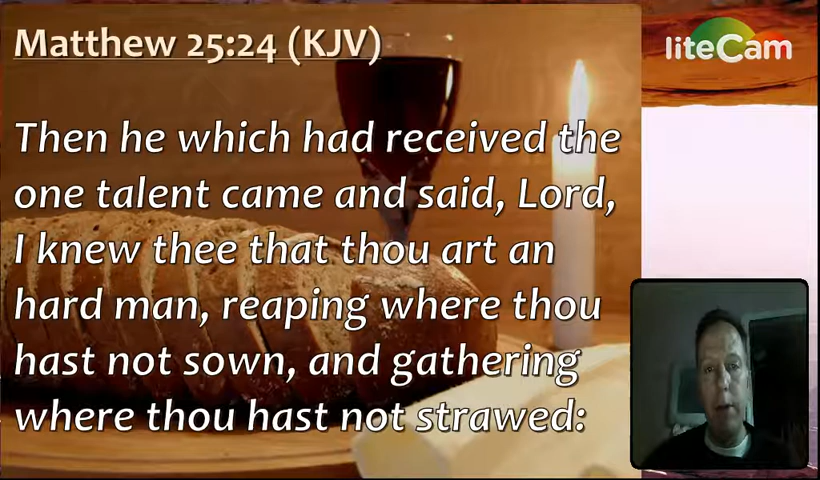 Matthew 25:24 (KJV)
liteCam
Then he which had received the
one talent came and said, Lord,
I knew thee that thou art an
hard man, reaping where thou
hast not sown, and gathering
where thou hast not strawed: